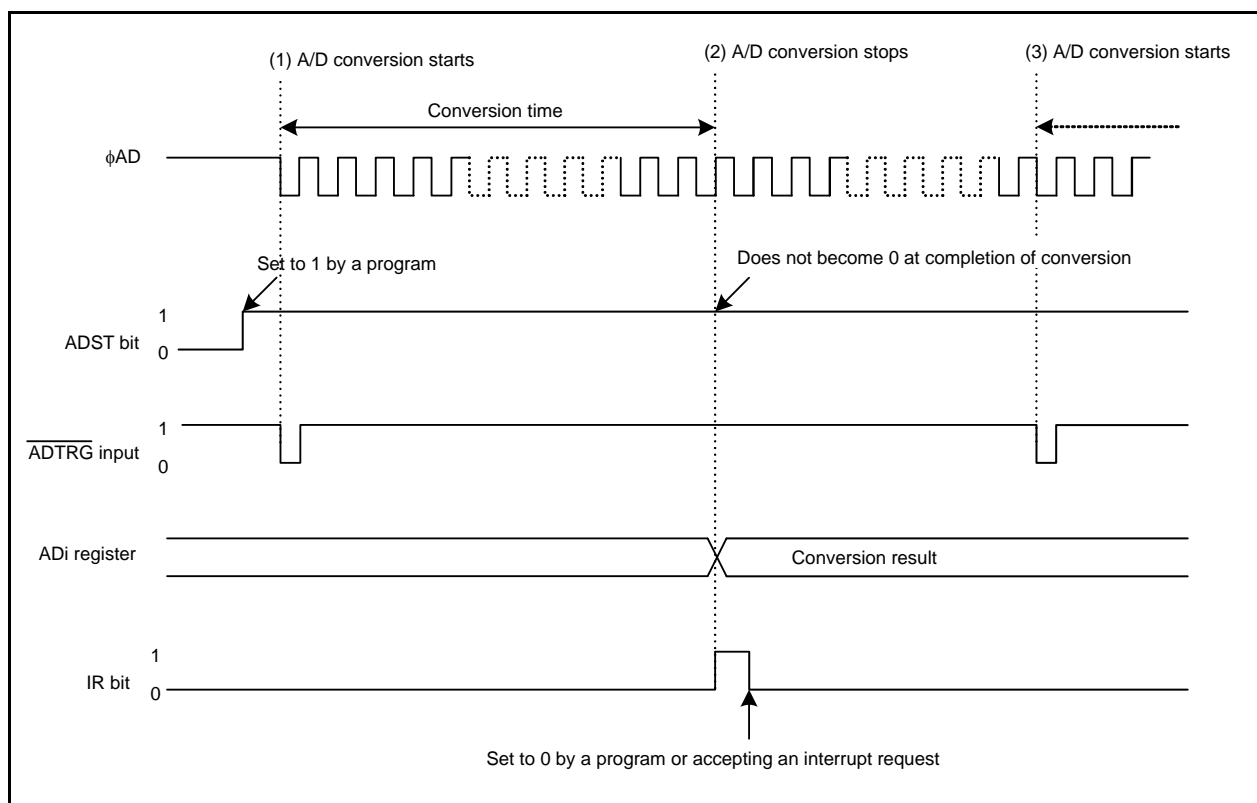 (1) A/D conversion starts
(2) A/D conversion stops
(3) A/D conversion starts
Conversion time
ϕAD
Set to 1 by a program
Does not become 0 at completion of conversion
1
ADST bit
0
1
ADTRG input
0
ADi register
Conversion result
1
IR bit
0
Set to 0 by a program or accepting an interrupt request